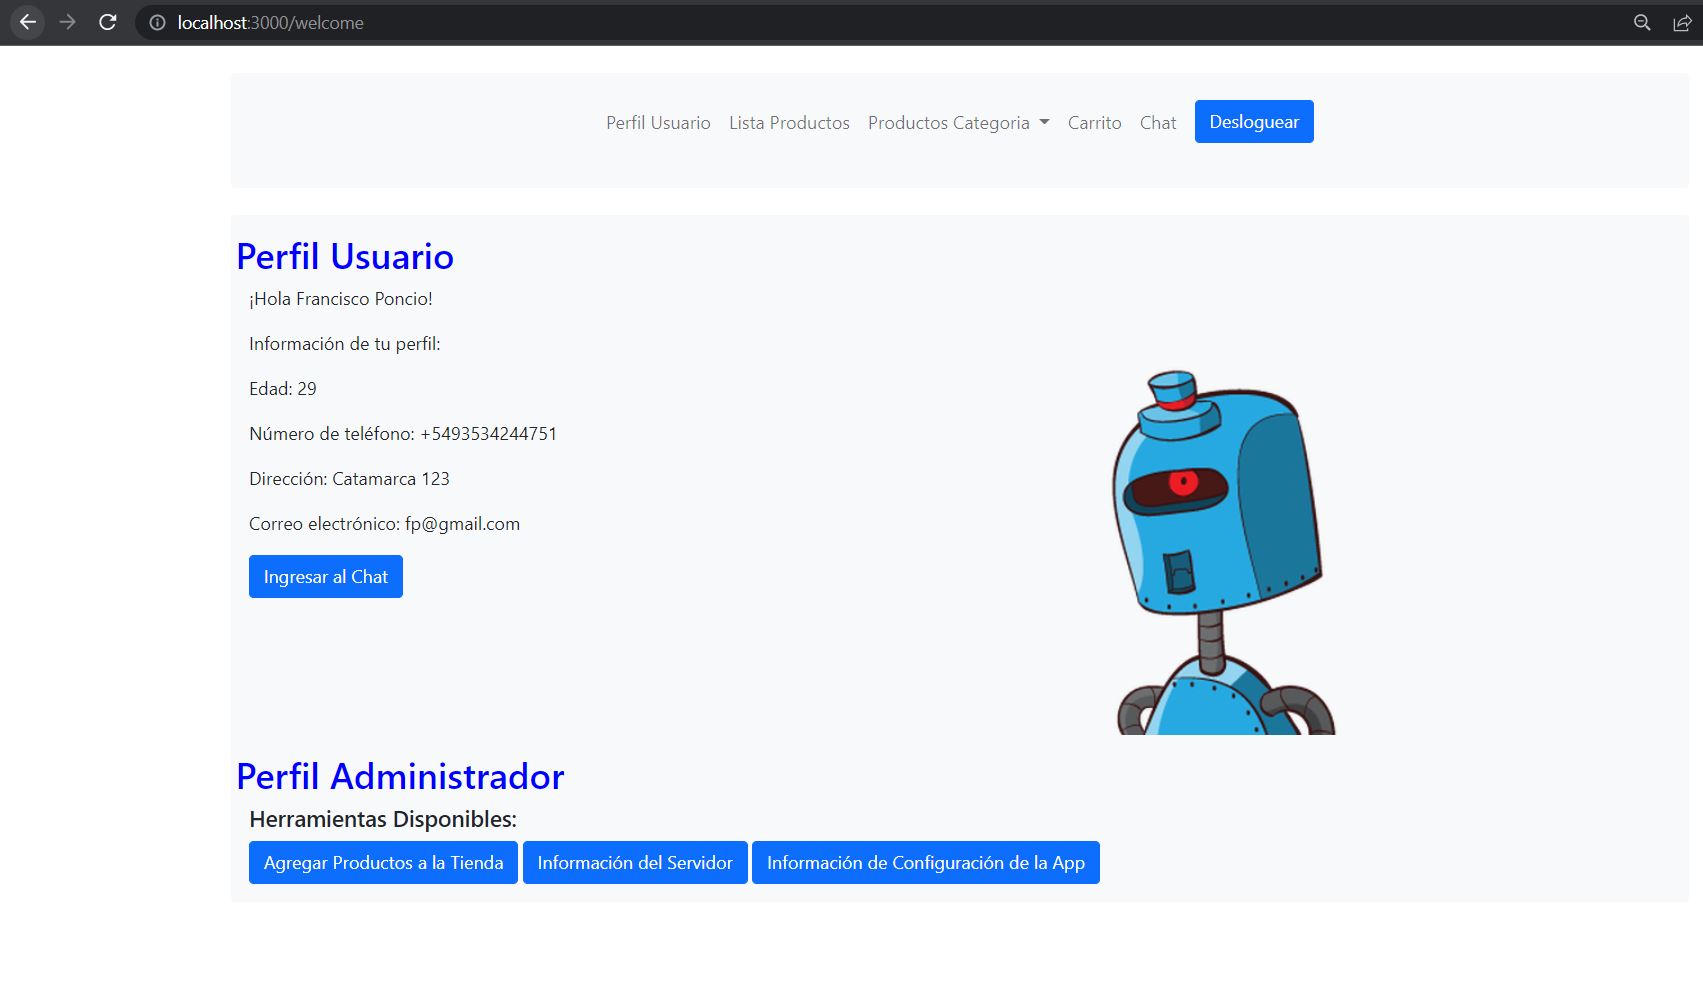 localhost:3000/welcome
Perfil Usuario Lista Productos Productos Categoria Carrito Chat Desloguear
Perfil Usuario
¡Hola Francisco Poncio!
Información de tu perfil:
Edad: 29
Número de teléfono: +5493534244751
Dirección: Catamarca 123
Correo electrónico: fp@gmail.com
Ingresar al Chat
Perfil Administrador
Herramientas Disponibles:
Agregar Productos a la Tienda Información del Servidor Información de Configuración de la App